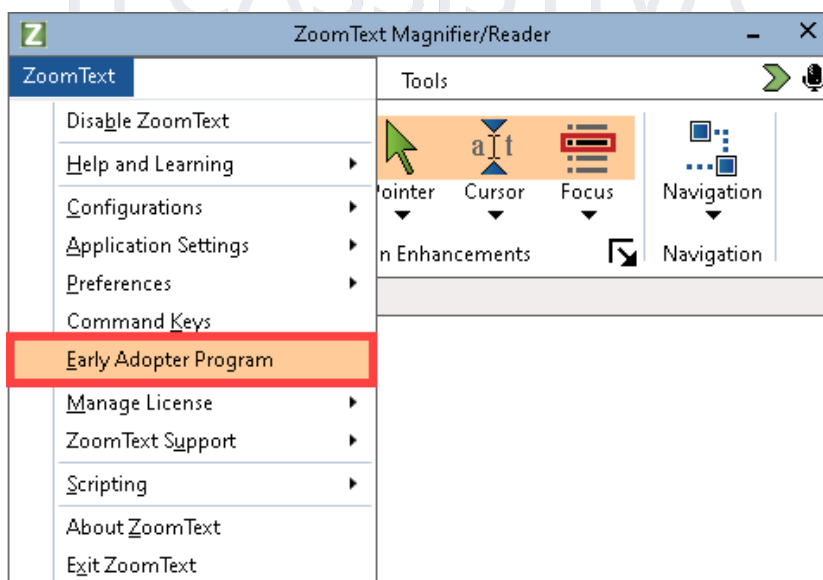 ZoomText Magnifier/Reader
ZoomText
Tools
Disable ZoomText
Help and Learning
Configurations
Application Settings
Preferences
Command Keys
Early Adopter Program
Manage License
ZoomText Support
Scripting
About ZoomText
Exit ZoomText
ointer Cursor Focus Navigation
n Enhancements Navigation